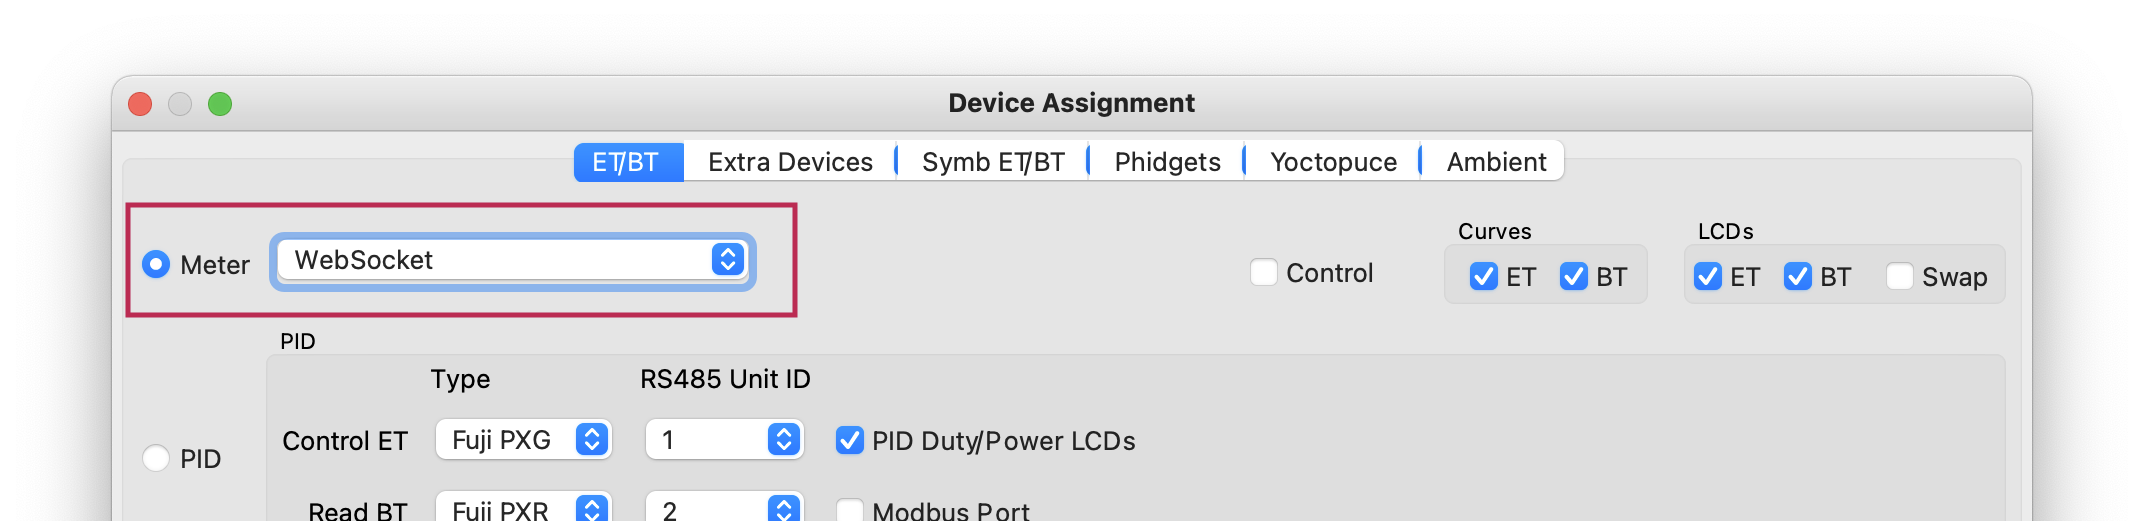 Device Assignment
ET/BT Extra Devices Symb ET/BT Phidgets Yoctopuce Ambient
Curves LCDs
Meter WebSocket Control ET BT ET BT Swap
PID
Type RS485 Unit ID
Control ET Fuji PXG 1 PID Duty/Power LCDs
PID
Read BT Fuji PXR 2 Modbus Port